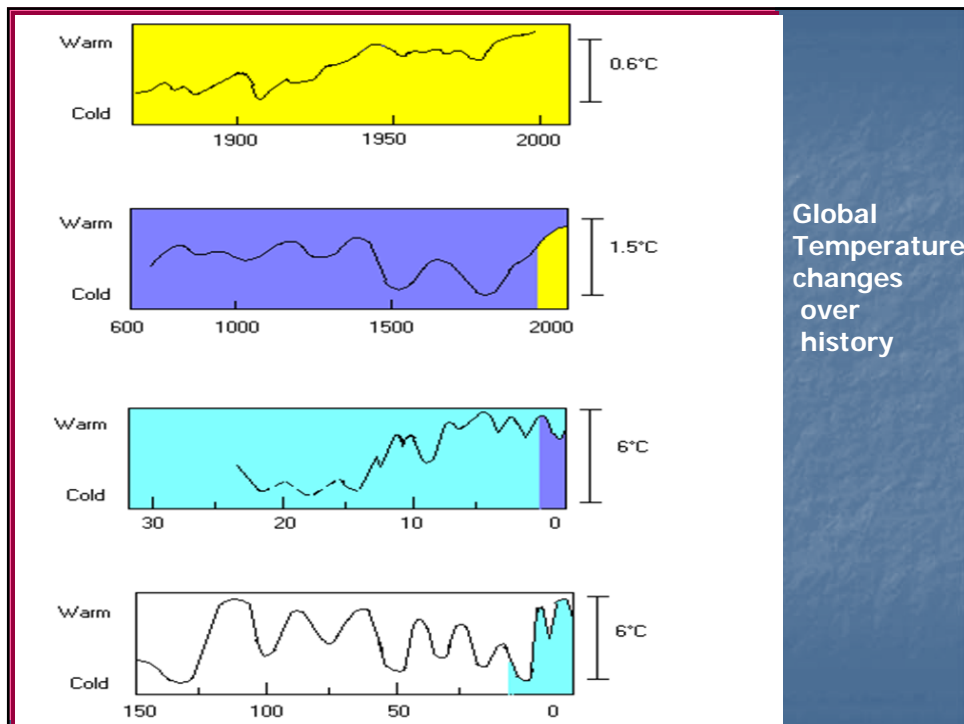 Warm
0.6°C
Cold
1900 1950 2000
Warm
1.5°C
Cold
600 1000 1500 2000
Warm
6°C
Cold
30 20 10 0
Warm
6°C
Cold
150 100 50 0
Global
Temperature
changes
over
history